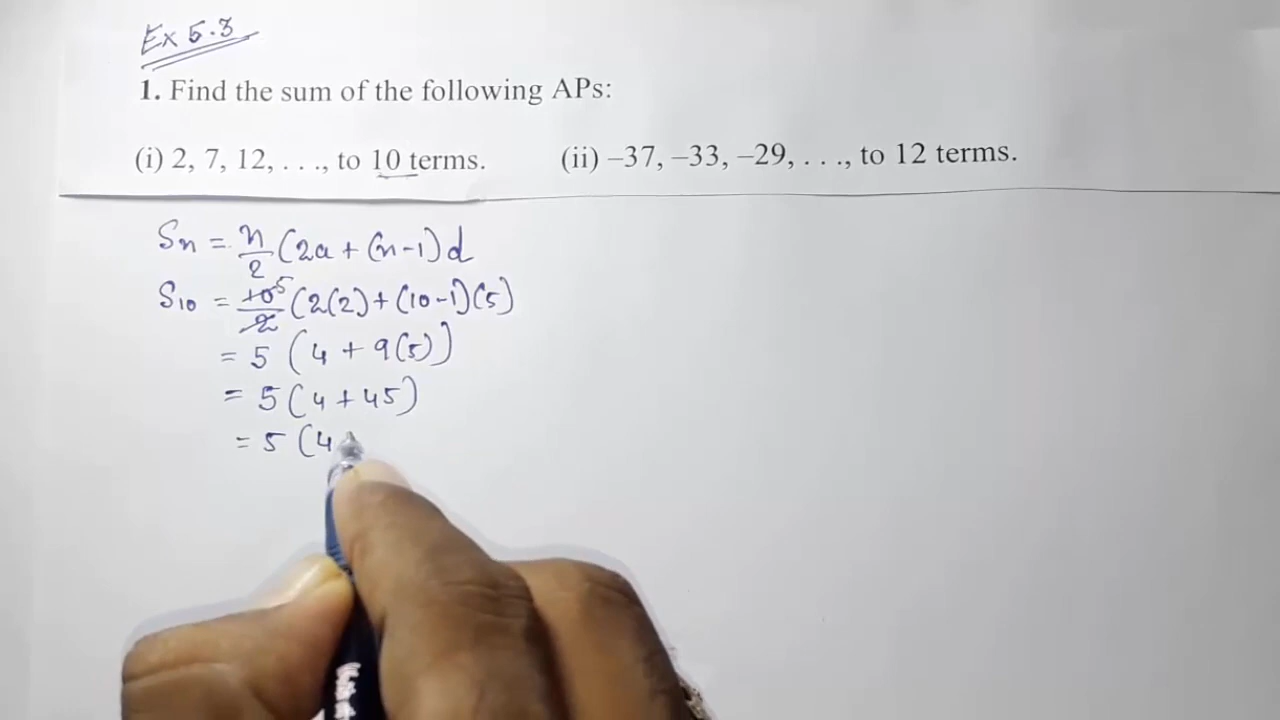 Ex 5.3
1. Find the sum of the following APs:
(i) 2, 7, 12, . . ., to 10 terms. (ii) –37, –33, –29, . . ., to 12 terms.
Sn = n/2 (2a + (n-1)d
S10 = 10/2 5 (2(2) + (10-1)(5)
= 5 (4 + 9(5))
= 5 (4 + 45)
= 5 (4